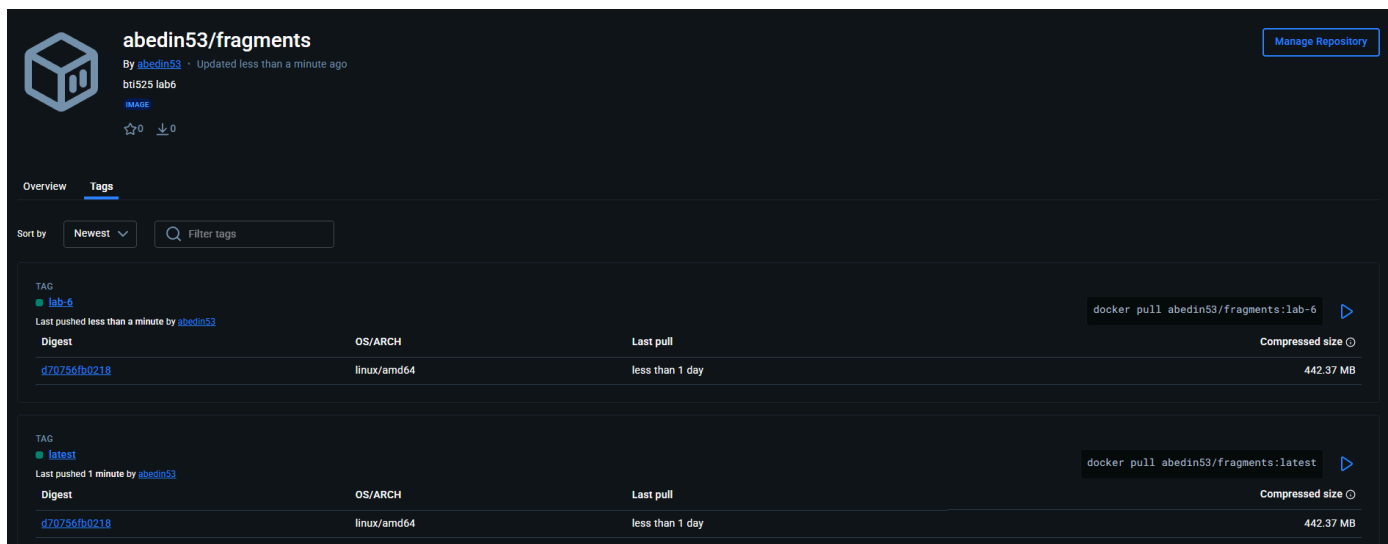 abedin53/fragments
Manage Repository
By abedin53 · Updated less than a minute ago
bti525 lab6
IMAGE
0 0
Overview Tags
Sort by Newest Filter tags
TAG
lab-6
docker pull abedin53/fragments:lab-6
Last pushed less than a minute by abedin53
Digest OS/ARCH Last pull Compressed size
d70756fb0218 linux/amd64 less than 1 day 442.37 MB
TAG
latest
docker pull abedin53/fragments:latest
Last pushed 1 minute by abedin53
Digest OS/ARCH Last pull Compressed size
d70756fb0218 linux/amd64 less than 1 day 442.37 MB